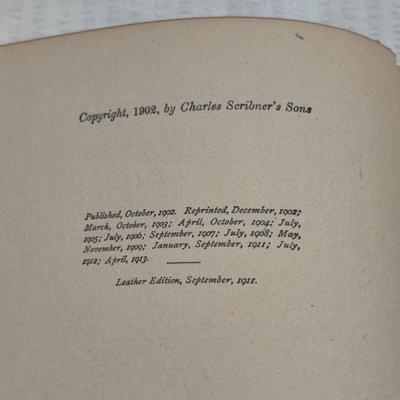 Copyright, 1902, by Charles Scribner's Sons
Published, October, 1902. Reprinted, December, 1902;
March, October, 1903; April, October, 1904; July,
1905; July, 1906; September, 1907; July, 1908; May,
November, 1909; January, September, 1911; July,
1912; April, 1913.
Leather Edition, September, 1911.